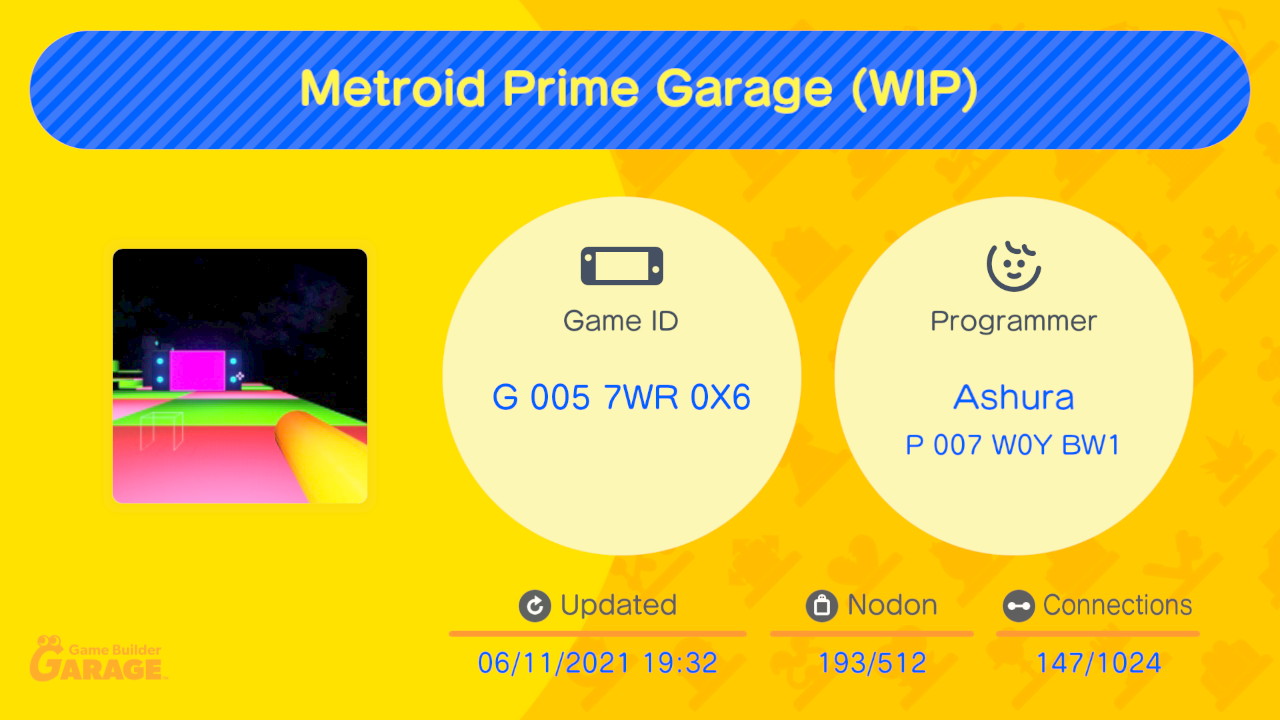 Metroid Prime Garage (WIP)
Game ID
G 005 7WR 0X6
Programmer
Ashura
P 007 W0Y BW1
Updated
06/11/2021 19:32
Nodon
193/512
Connections
147/1024
Game Builder
GARAGE